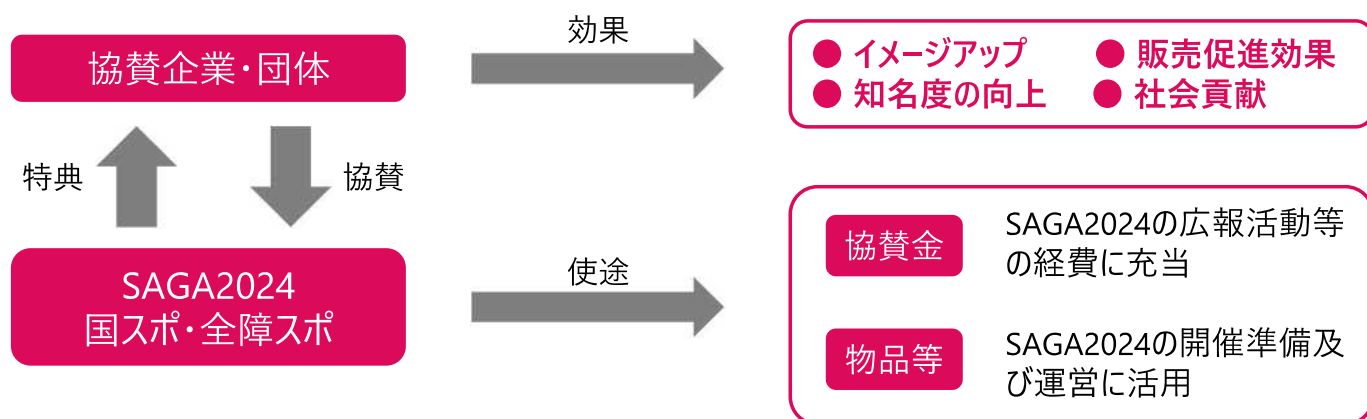 効果
協賛企業・団体
● イメージアップ ● 販売促進効果
● 知名度の向上 ● 社会貢献
特典
協賛
SAGA2024
国スポ・全障スポ
使途
協賛金
SAGA2024の広報活動等
の経費に充当
物品等
SAGA2024の開催準備及
び運営に活用